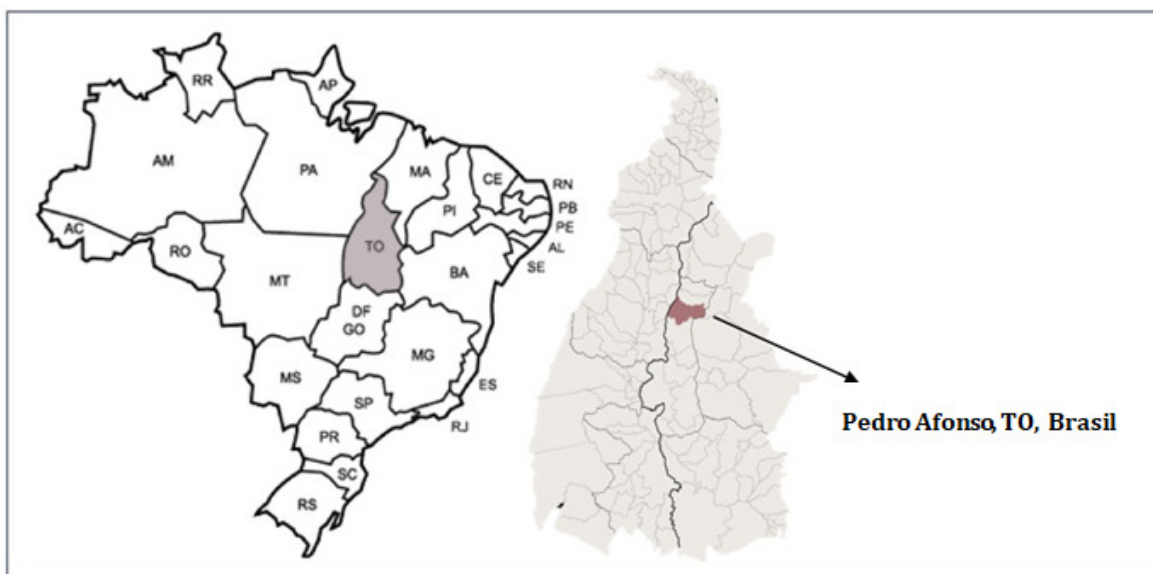 RR
AP
AM
PA
MA
CE
RN
PB
PE
AL
SE
PI
AC
RO
TO
MT
BA
DF
GO
MG
MS
ES
SP
RJ
PR
SC
RS
Pedro Afonso, TO, Brasil